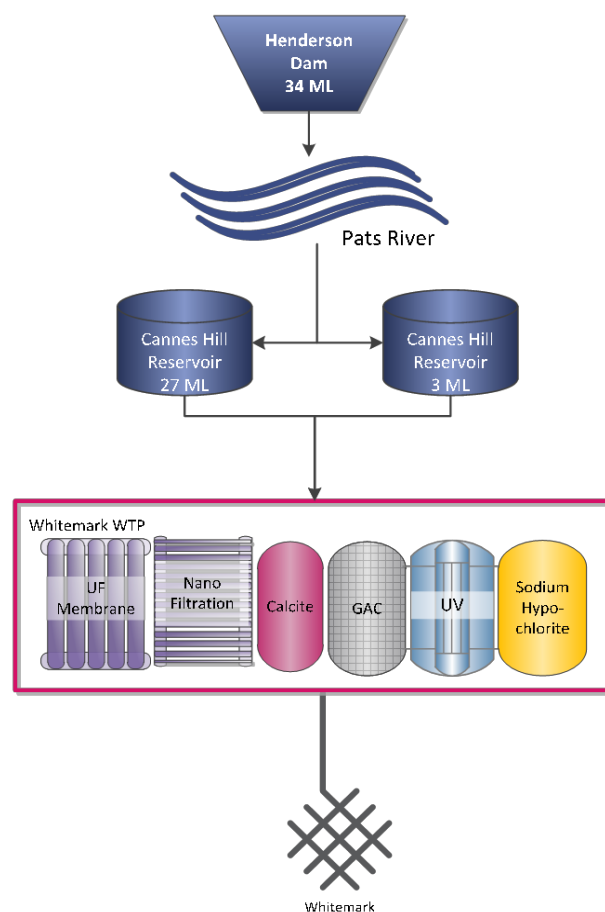 Henderson
Dam
34 ML
Pats River
Cannes Hill
Reservoir
27 ML
Cannes Hill
Reservoir
3 ML
Whitemark WTP
UF
Membrane
Nano
Filtration
Calcite
GAC
UV
Sodium
Hypo-
chlorite
Whitemark